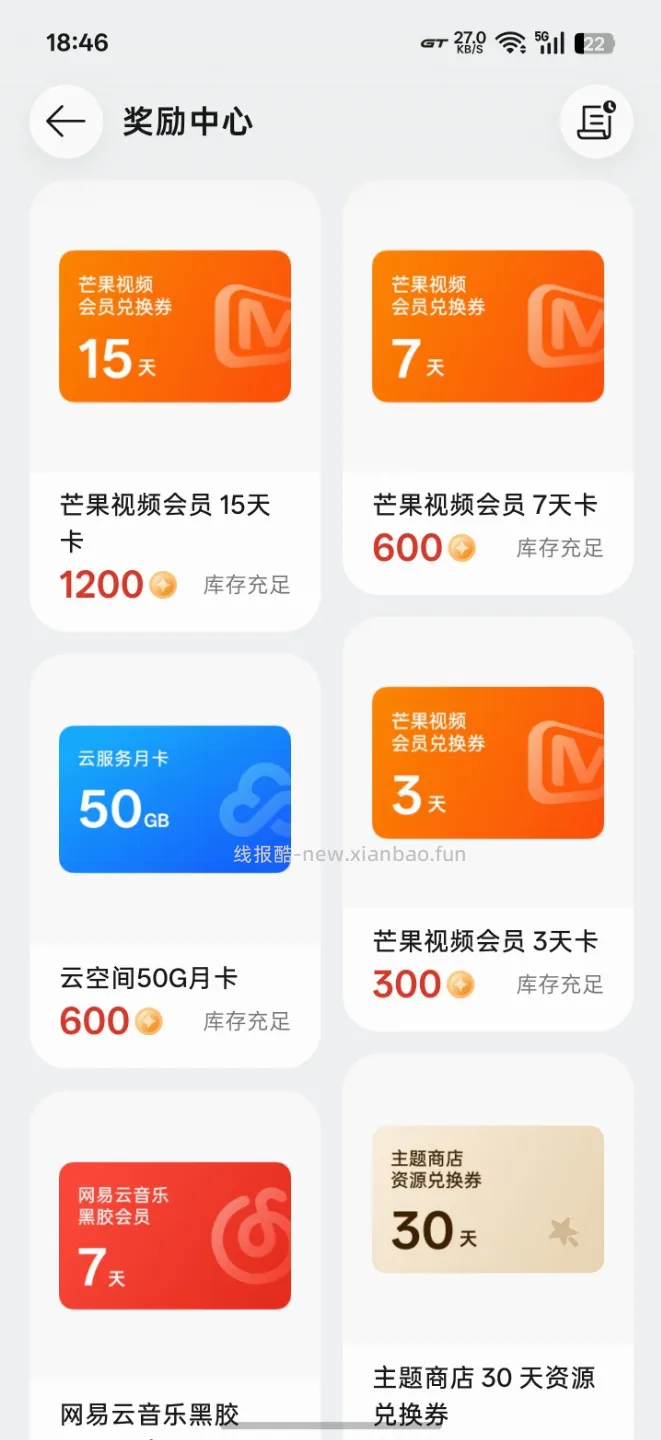 18:46
GT 27.0 KB/S 5G 22
奖励中心
芒果视频
会员兑换券
15天
芒果视频会员 15天
卡
1200 库存充足
芒果视频
会员兑换券
7天
芒果视频会员 7天卡
600 库存充足
云服务月卡
50GB
云空间50G月卡
600 库存充足
芒果视频
会员兑换券
3天
芒果视频会员 3天卡
300 库存充足
线报酷-new.xianbao.fun
网易云音乐
黑胶会员
7天
网易云音乐黑胶
主题商店
资源兑换券
30天
主题商店 30 天资源
兑换券